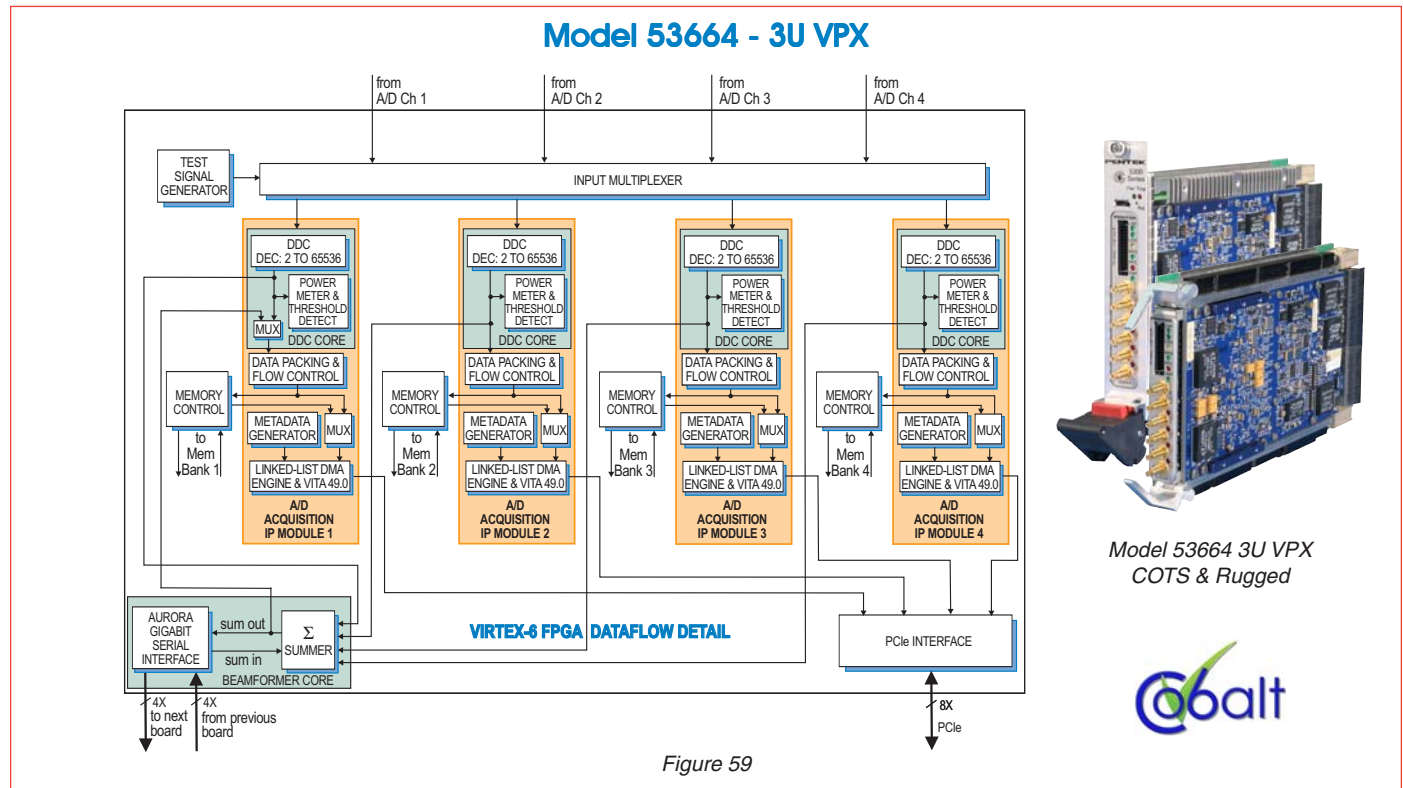 Model 53664 - 3U VPX
from
A/D Ch 1
from
A/D Ch 2
from
A/D Ch 3
from
A/D Ch 4
TEST
SIGNAL
GENERATOR
INPUT MULTIPLEXER
DDC
DEC: 2 TO 65536
POWER
METER &
THRESHOLD
DETECT
MUX
DDC CORE
DATA PACKING &
FLOW CONTROL
MEMORY
CONTROL
METADATA
GENERATOR
MUX
to
Mem
Bank 1
LINKED-LIST DMA
ENGINE & VITA 49.0
A/D
ACQUISITION
IP MODULE 1
DDC
DEC: 2 TO 65536
POWER
METER &
THRESHOLD
DETECT
DDC CORE
DATA PACKING &
FLOW CONTROL
MEMORY
CONTROL
METADATA
GENERATOR
MUX
to
Mem
Bank 2
LINKED-LIST DMA
ENGINE & VITA 49.0
A/D
ACQUISITION
IP MODULE 2
DDC
DEC: 2 TO 65536
POWER
METER &
THRESHOLD
DETECT
DDC CORE
DATA PACKING &
FLOW CONTROL
MEMORY
CONTROL
METADATA
GENERATOR
MUX
to
Mem
Bank 3
LINKED-LIST DMA
ENGINE & VITA 49.0
A/D
ACQUISITION
IP MODULE 3
DDC
DEC: 2 TO 65536
POWER
METER &
THRESHOLD
DETECT
DDC CORE
DATA PACKING &
FLOW CONTROL
MEMORY
CONTROL
METADATA
GENERATOR
MUX
to
Mem
Bank 4
LINKED-LIST DMA
ENGINE & VITA 49.0
A/D
ACQUISITION
IP MODULE 4
AURORA
GIGABIT
SERIAL
INTERFACE
sum out
sum in
Σ
SUMMER
BEAMFORMER CORE
VIRTEX-6 FPGA DATAFLOW DETAIL
PCIe INTERFACE
4X
to next
board
4X
from previous
board
8X
PCIe
PENTEK
5300
Series
Model 53664 3U VPX
COTS & Rugged
Cobalt
Figure 59